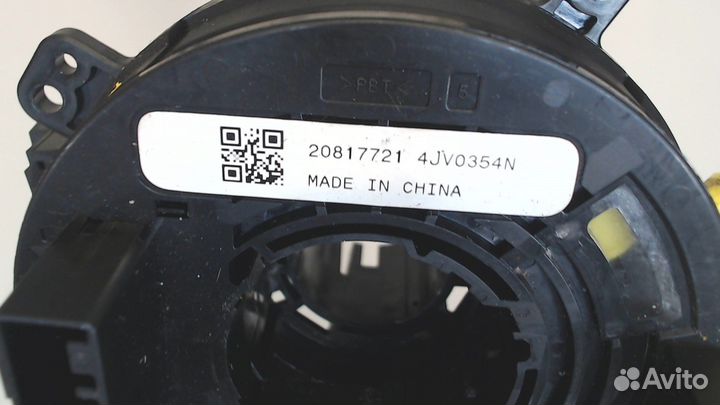 >PBT< 5
20817721 4JV0354N
MADE IN CHINA
Avito